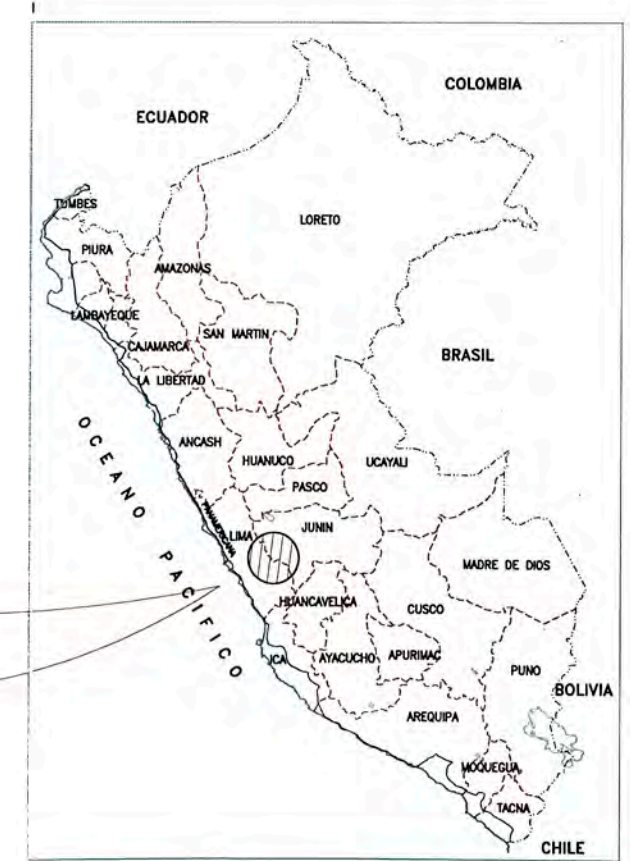 COLOMBIA
ECUADOR
TUMBES
LORETO
PIURA
AMAZONAS
LAMBAYEQUE
SAN MARTIN
CAJAMARCA
BRASIL
LA LIBERTAD
ANCASH
HUANUCO
UCAYALI
PASCO
OCEANO PACIFICO
PANAMERICANA
LIMA
JUNIN
MADRE DE DIOS
HUANCAVELICA
CUSCO
ICA
AYACUCHO
APURIMAC
PUNO
BOLIVIA
AREQUIPA
MOQUEGUA
TACNA
CHILE